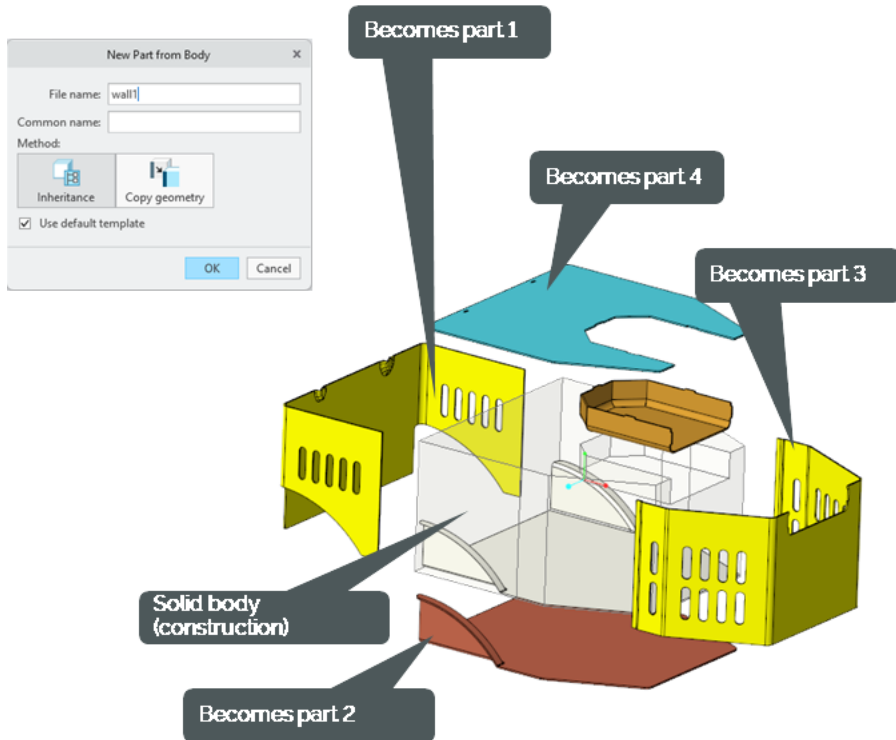 Becomes part 1
New Part from Body
File name: wall1
Common name:
Method:
Inheritance Copy geometry
Use default template
OK Cancel
Becomes part 4
Becomes part 3
Solid body
(construction)
Becomes part 2